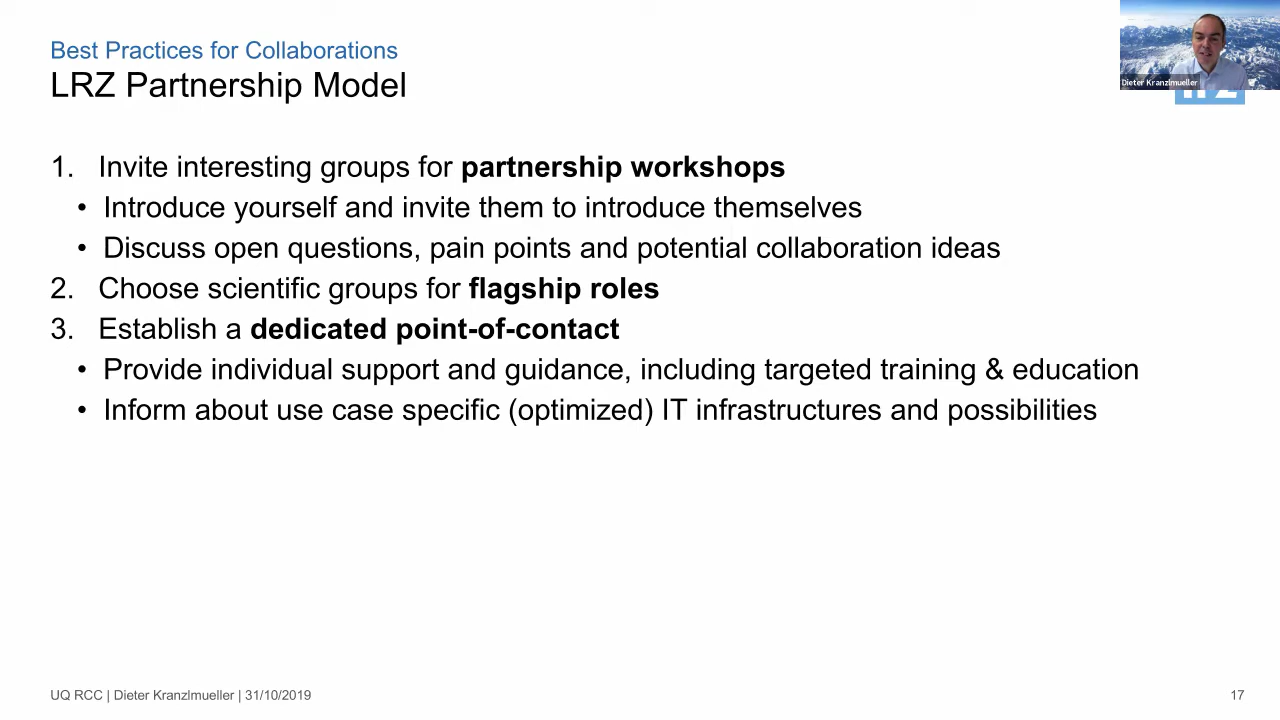 Best Practices for Collaborations
LRZ Partnership Model
Dieter Kranzlmueller
1. Invite interesting groups for partnership workshops
• Introduce yourself and invite them to introduce themselves
• Discuss open questions, pain points and potential collaboration ideas
2. Choose scientific groups for flagship roles
3. Establish a dedicated point-of-contact
• Provide individual support and guidance, including targeted training & education
• Inform about use case specific (optimized) IT infrastructures and possibilities
UQ RCC | Dieter Kranzlmueller | 31/10/2019
17